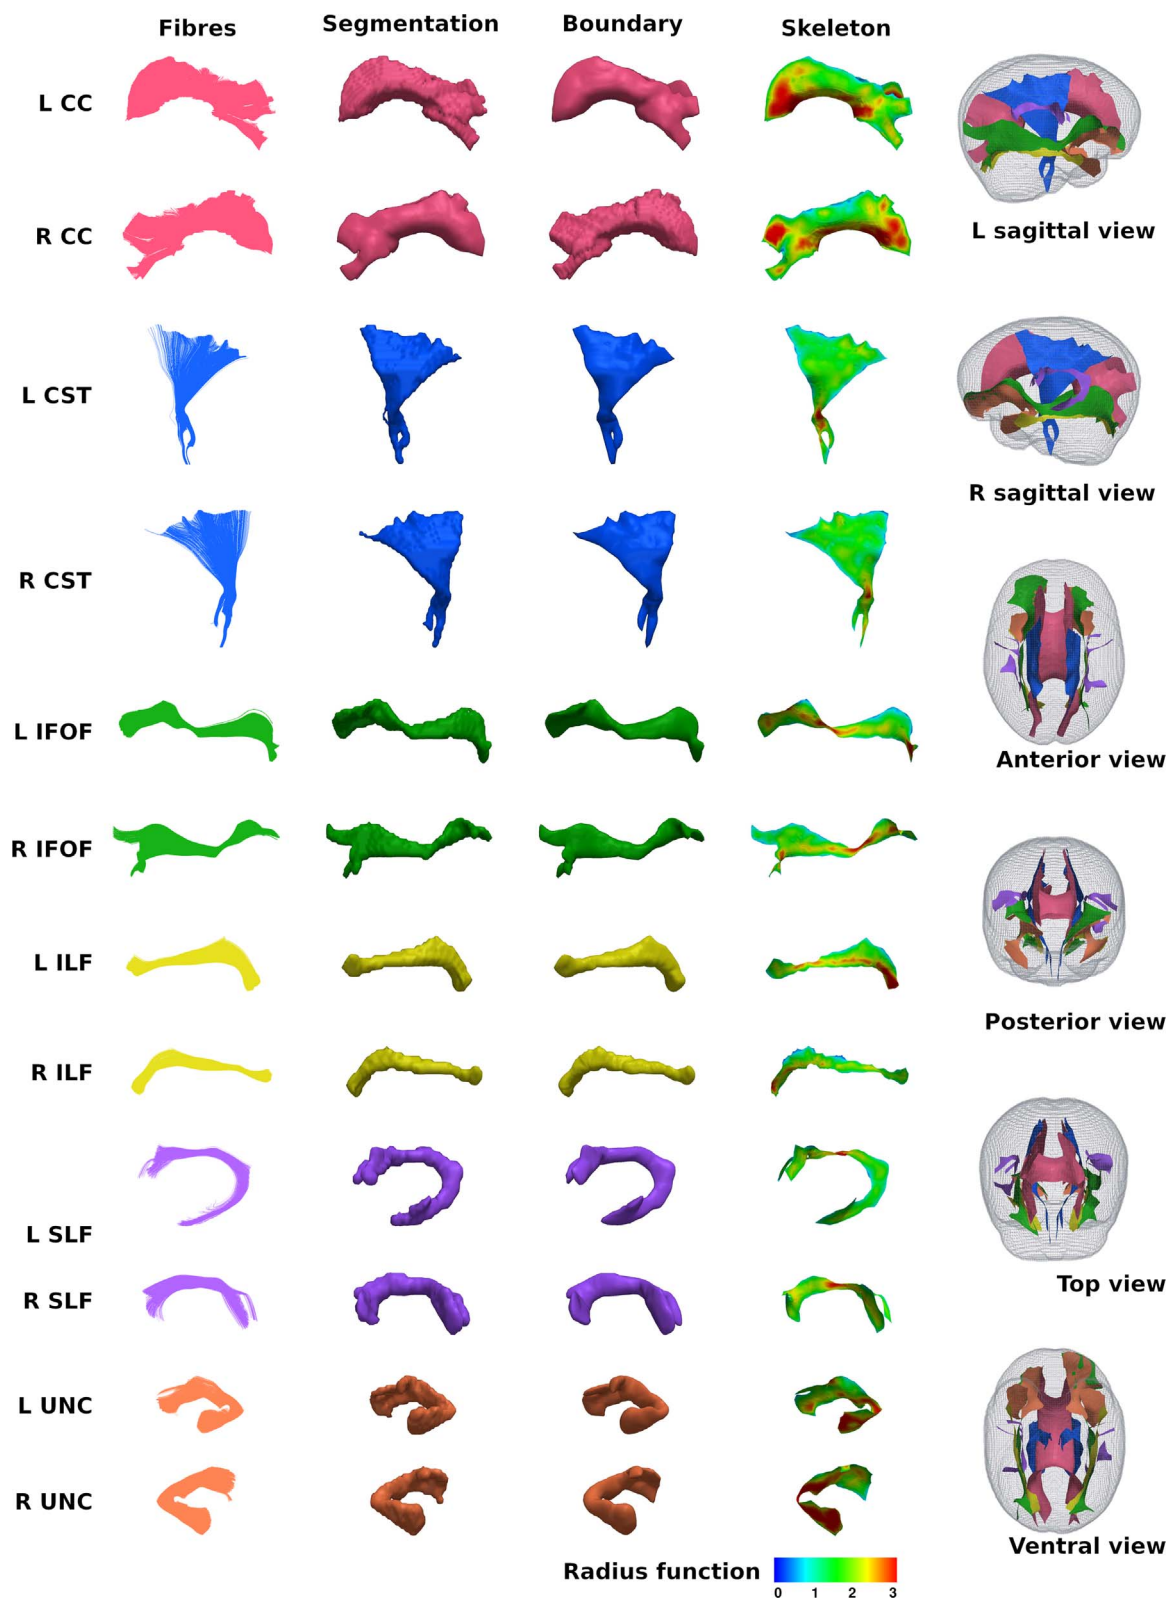 Fibres Segmentation Boundary Skeleton
L CC
R CC
L sagittal view
L CST
R sagittal view
R CST
L IFOF
Anterior view
R IFOF
L ILF
Posterior view
R ILF
L SLF
Top view
R SLF
L UNC
R UNC
Ventral view
Radius function
0 1 2 3